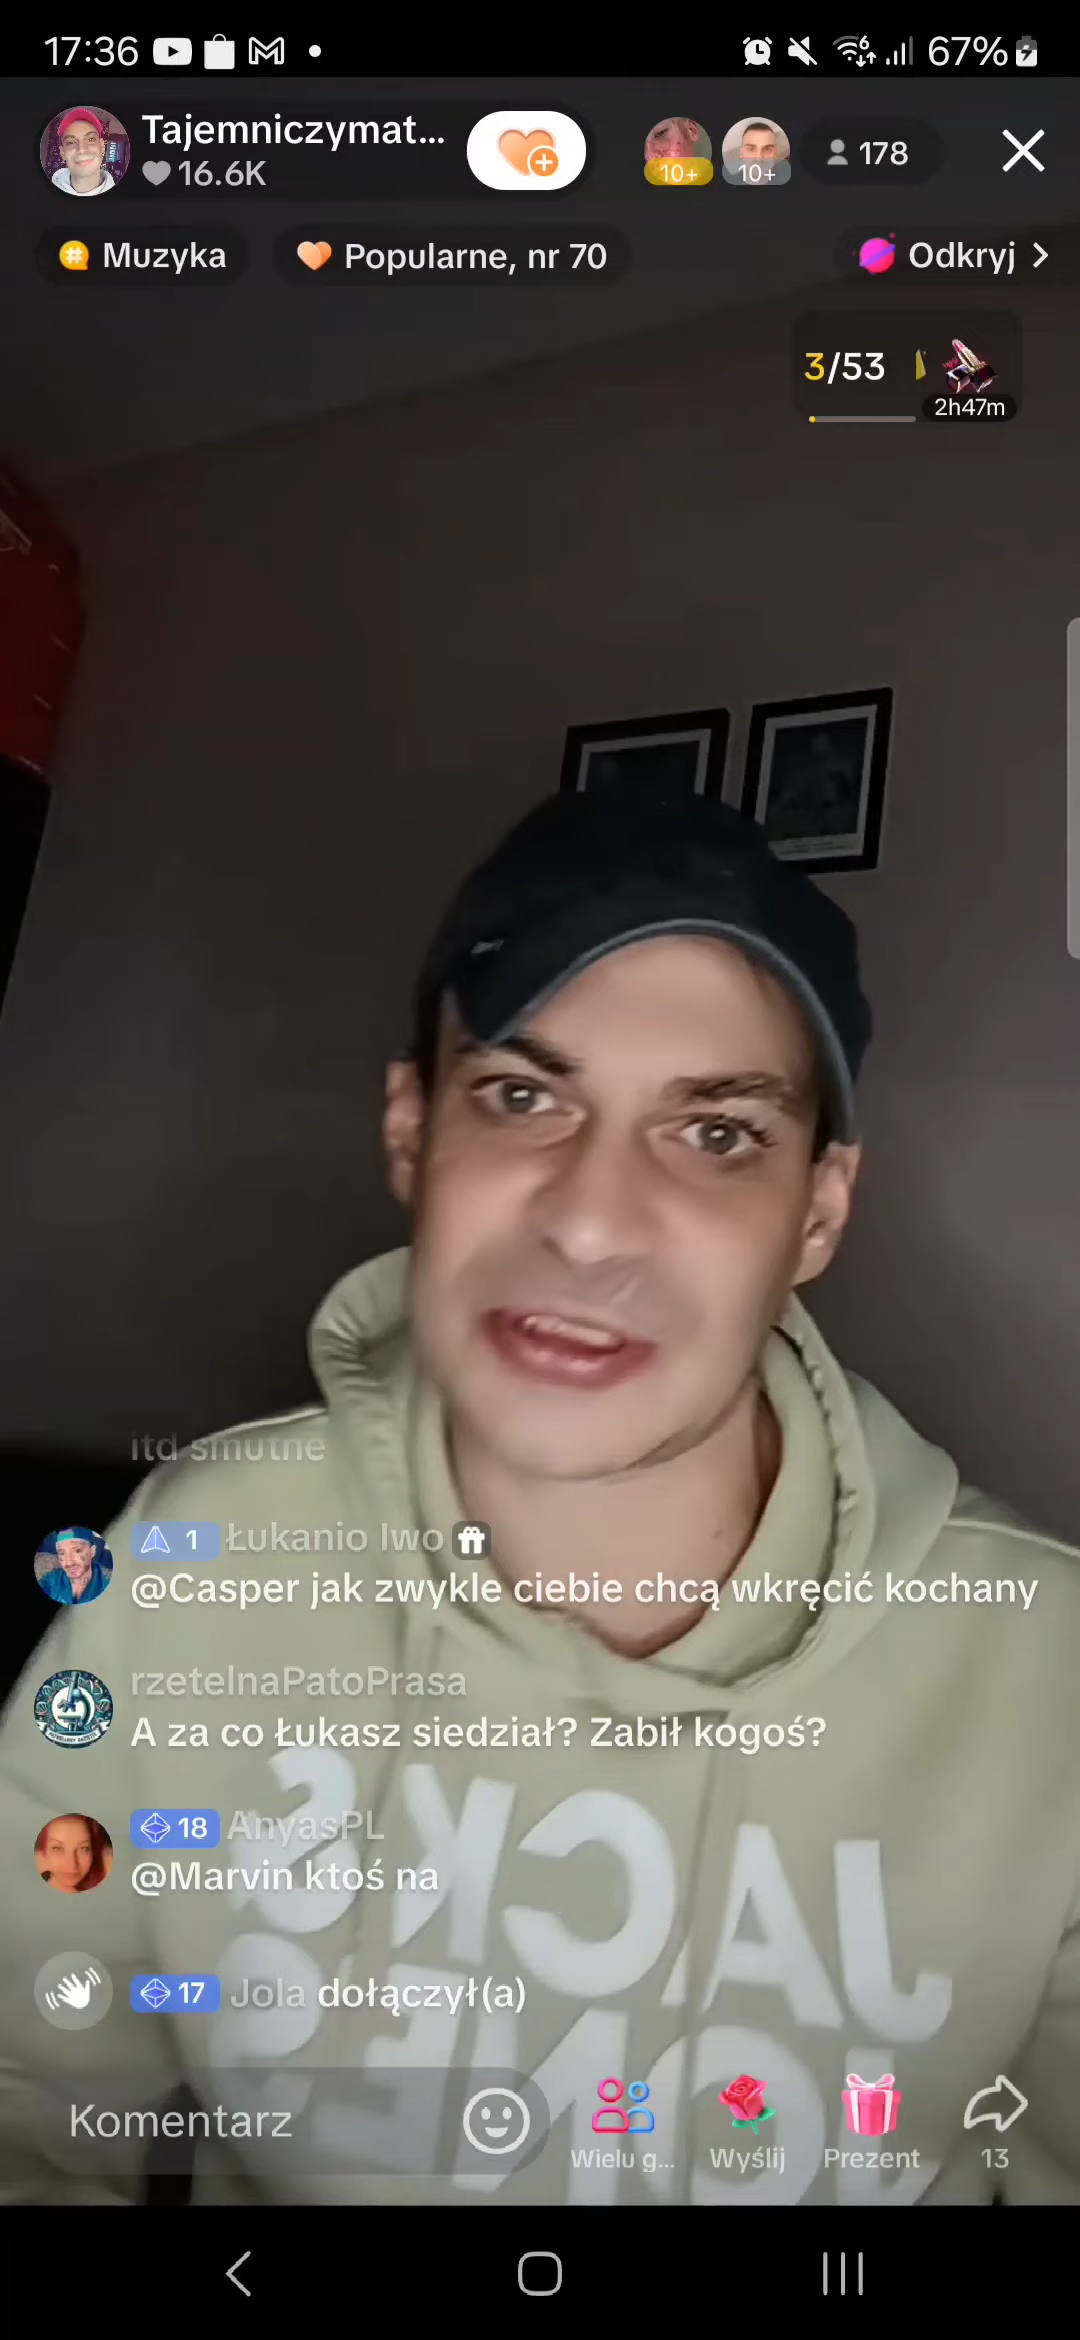 17:36
67%
Tajemniczymat...
16.6K
10+
10+
178
Muzyka
Popularne, nr 70
Odkryj
3/53
2h47m
itd smutne
1 Łukanio Iwo
@Casper jak zwykle ciebie chcą wkręcić kochany
rzetelnaPatoPrasa
A za co Łukasz siedział? Zabił kogoś?
18 AnyasPL
@Marvin ktoś na
17 Jola dołączył(a)
JACK &
JONES
Komentarz
Wielu g...
Wyślij
Prezent
13